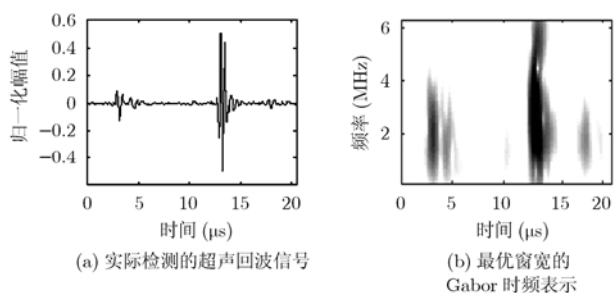 0.6
0.4
0.2
0
−0.2
−0.4
归一化幅值
0 5 10 15 20
时间 (μs)
(a) 实际检测的超声回波信号
6
4
2
频率 (MHz)
0 5 10 15 20
时间 (μs)
(b) 最优窗宽的
Gabor 时频表示